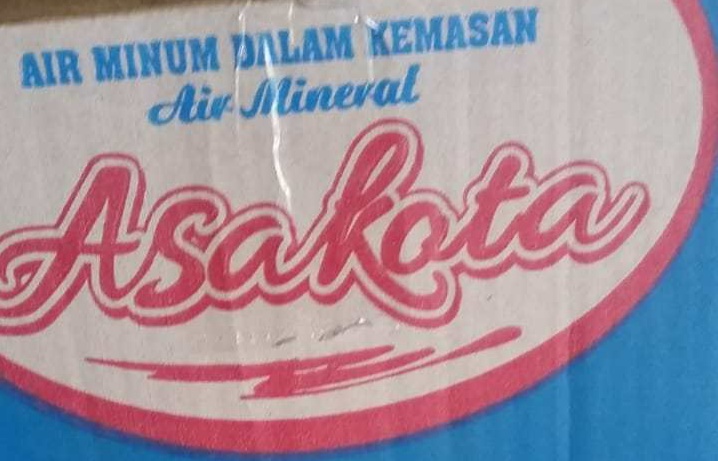 AIR MINUM DALAM KEMASAN
Air Mineral
Asakota